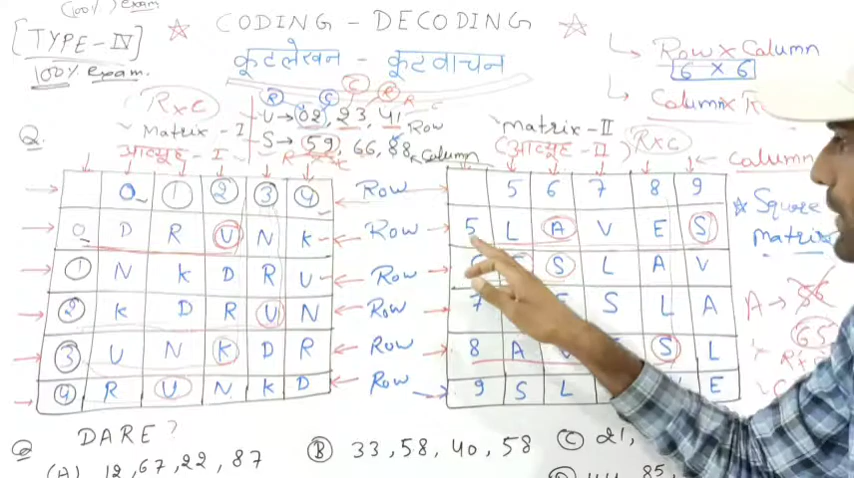 (100%) exam
[TYPE-IV] ☆ CODING - DECODING ☆
100% exam.
कूटलेखन - कूटवाचन
Row x Column
6 x 6
Column x
R C C R R C
U → 02, 23, 41 Row
S → 59, 66, 88 Column
RxC
Q. Matrix - I
आव्यूह - I
matrix - II RxC
(आव्यूह - II)
column
0 1 2 3 4 Row
0 D R U N K Row
1 N K D R U Row
2 K D R U N Row
3 U N K D R Row
4 R U N K D Row
5 6 7 8 9
5 L A V E S
S L A V
7 S L A
8 A S L
9 S L E
☆ Square
matrix
A → 56
65
Q DARE?
(A) 12, 67, 22, 87
(B) 33, 58, 40, 58
(C) 21,
85,